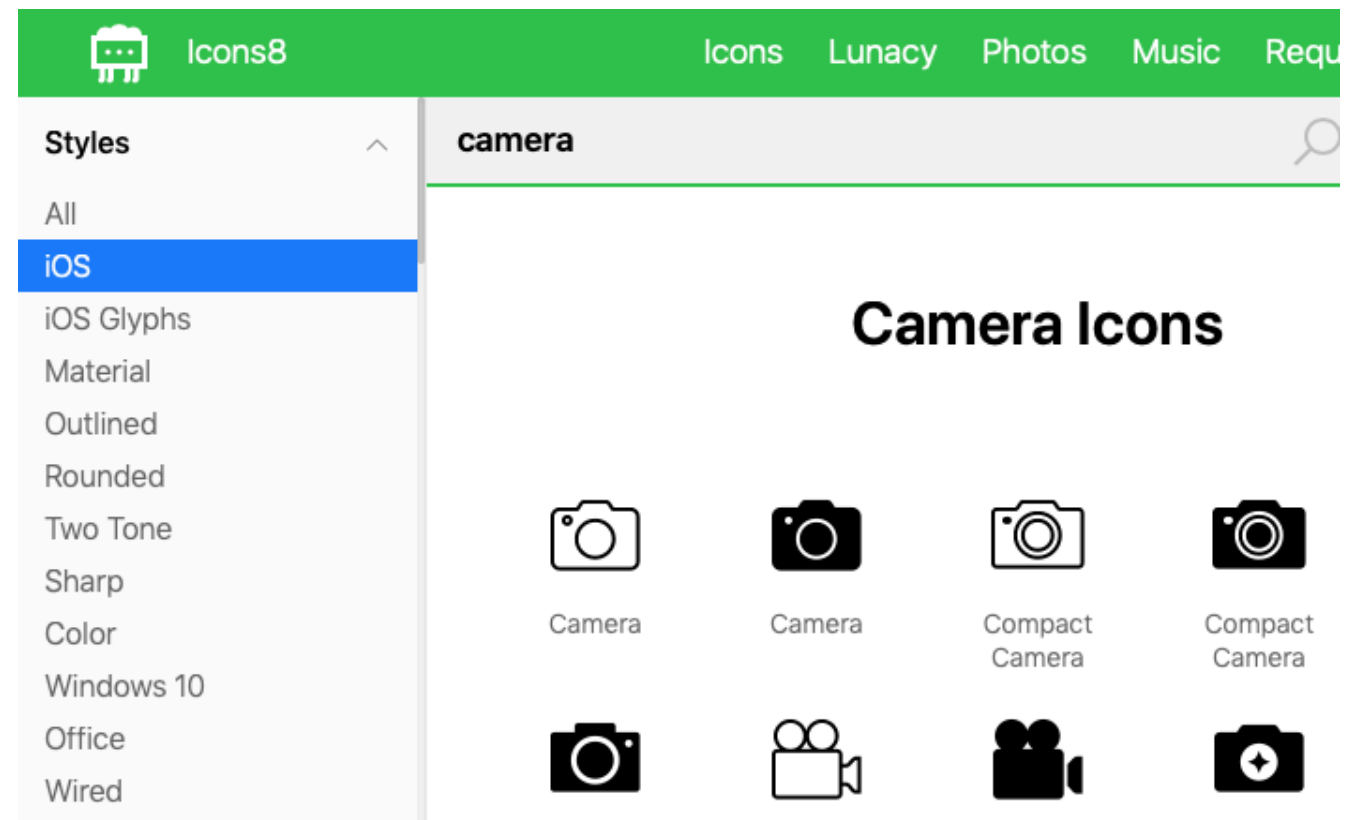 Icons8
Icons Lunacy Photos Music Requ
Styles
camera
All
iOS
iOS Glyphs
Material
Outlined
Rounded
Two Tone
Sharp
Color
Windows 10
Office
Wired
Camera Icons
Camera
Camera
Compact
Camera
Compact
Camera